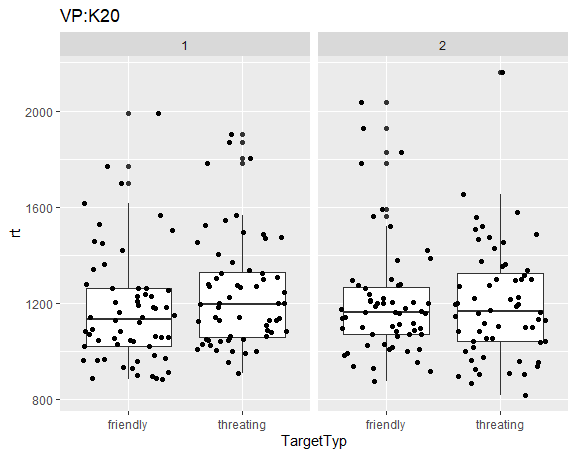 VP:K20
1 2
2000
1600
1200
800
rt
friendly threating friendly threating
TargetTyp